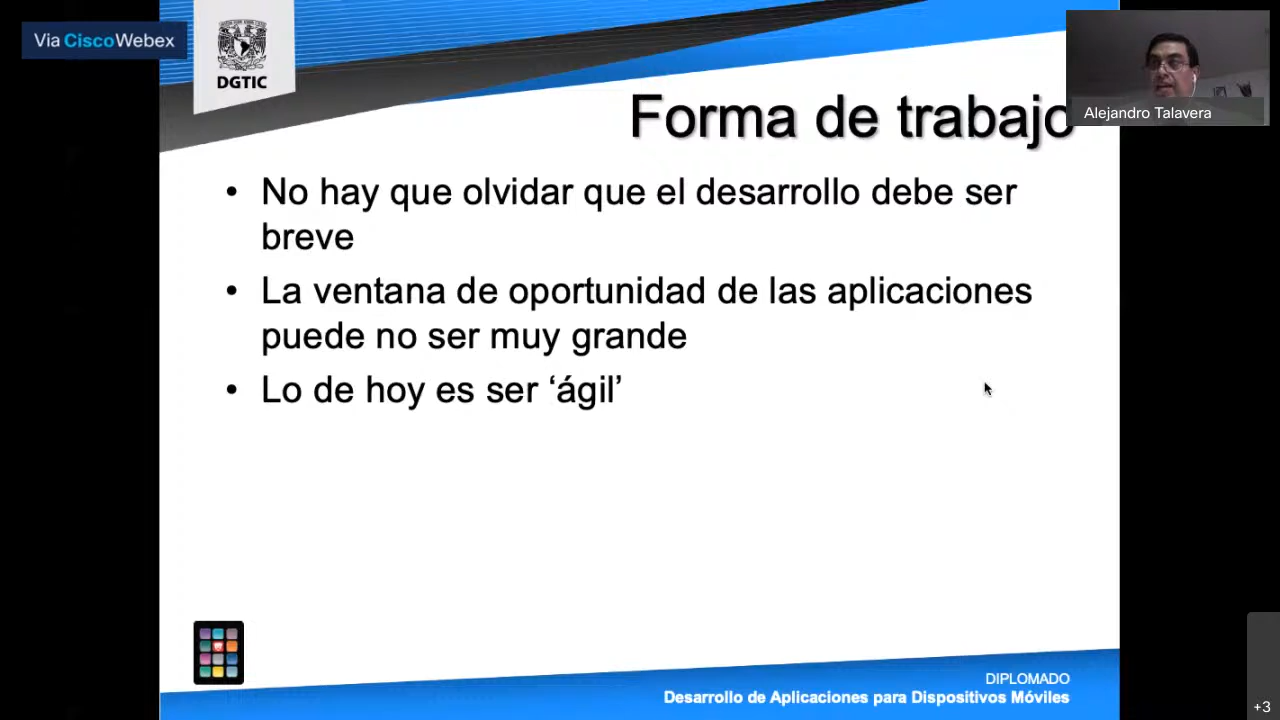 Via CiscoWebex
DGTIC
Alejandro Talavera
Forma de trabajo
• No hay que olvidar que el desarrollo debe ser
breve
• La ventana de oportunidad de las aplicaciones
puede no ser muy grande
• Lo de hoy es ser ‘ágil’
DIPLOMADO
Desarrollo de Aplicaciones para Dispositivos Móviles
+3